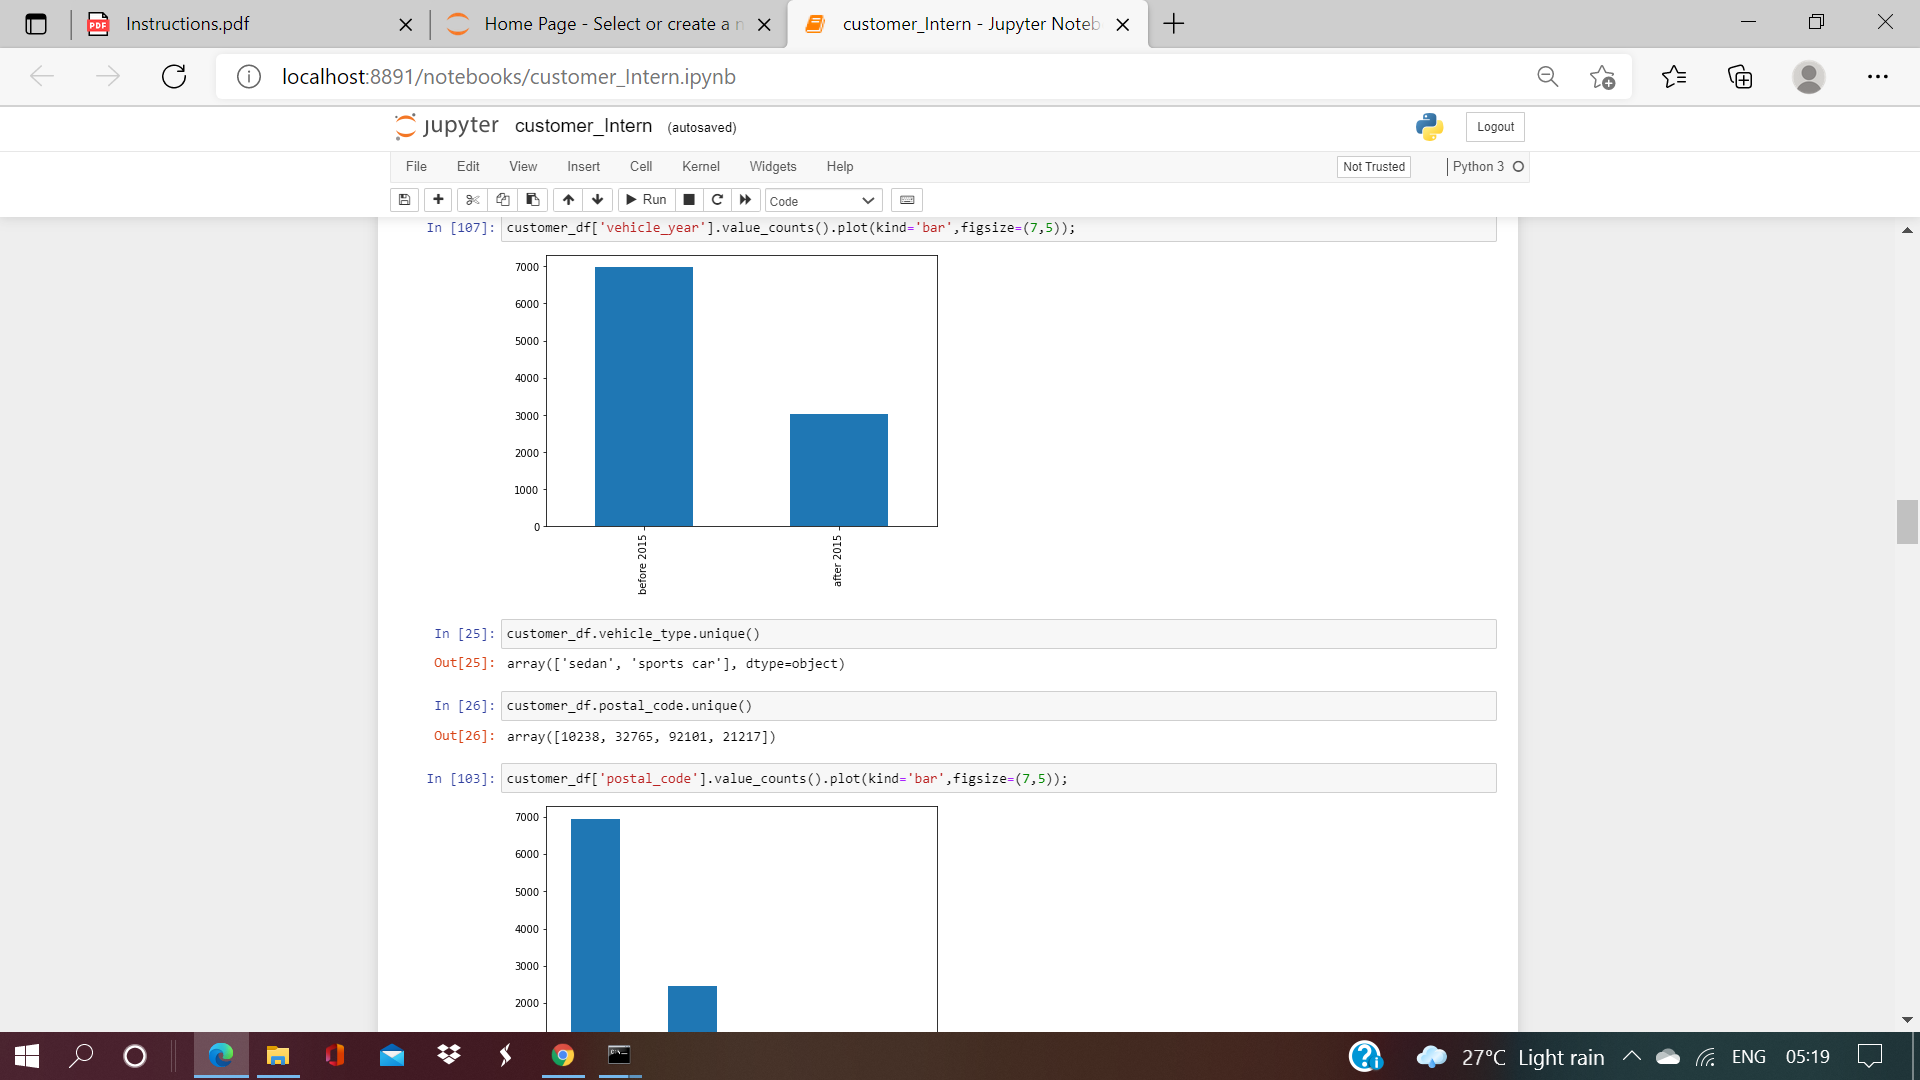 Instructions.pdf
Home Page - Select or create a n
customer_Intern - Jupyter Noteb
localhost:8891/notebooks/customer_Intern.ipynb
jupyter customer_Intern (autosaved)
Logout
File Edit View Insert Cell Kernel Widgets Help
Not Trusted
Python 3
Run
Code
In [107]: customer_df['vehicle_year'].value_counts().plot(kind='bar',figsize=(7,5));
7000
6000
5000
4000
3000
2000
1000
0
before 2015
after 2015
In [25]: customer_df.vehicle_type.unique()
Out[25]: array(['sedan', 'sports car'], dtype=object)
In [26]: customer_df.postal_code.unique()
Out[26]: array([10238, 32765, 92101, 21217])
In [103]: customer_df['postal_code'].value_counts().plot(kind='bar',figsize=(7,5));
7000
6000
5000
4000
3000
2000
27°C Light rain
ENG
05:19